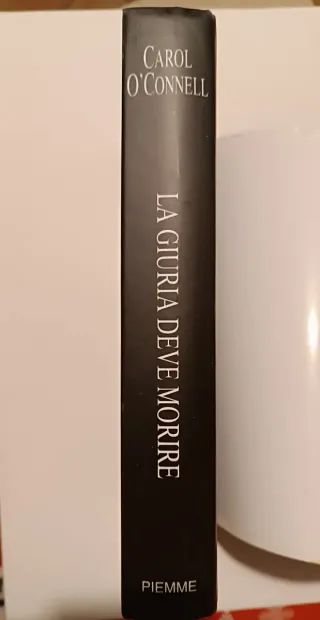 CAROL
O'CONNELL
LA GIURIA DEVE MORIRE
PIEMME